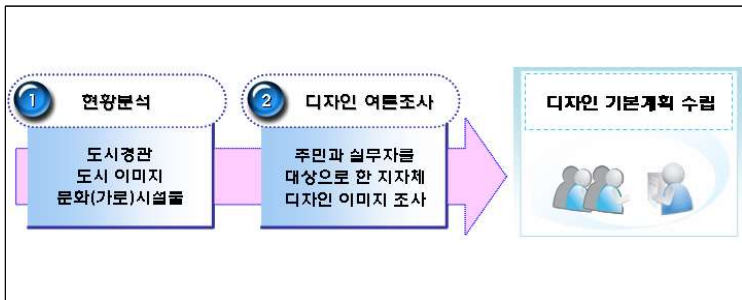 1 현황분석
도시경관
도시 이미지
문화(가로)시설물
2 디자인 여론조사
주민과 실무자를
대상으로 한 지자체
디자인 이미지 조사
디자인 기본계획 수립